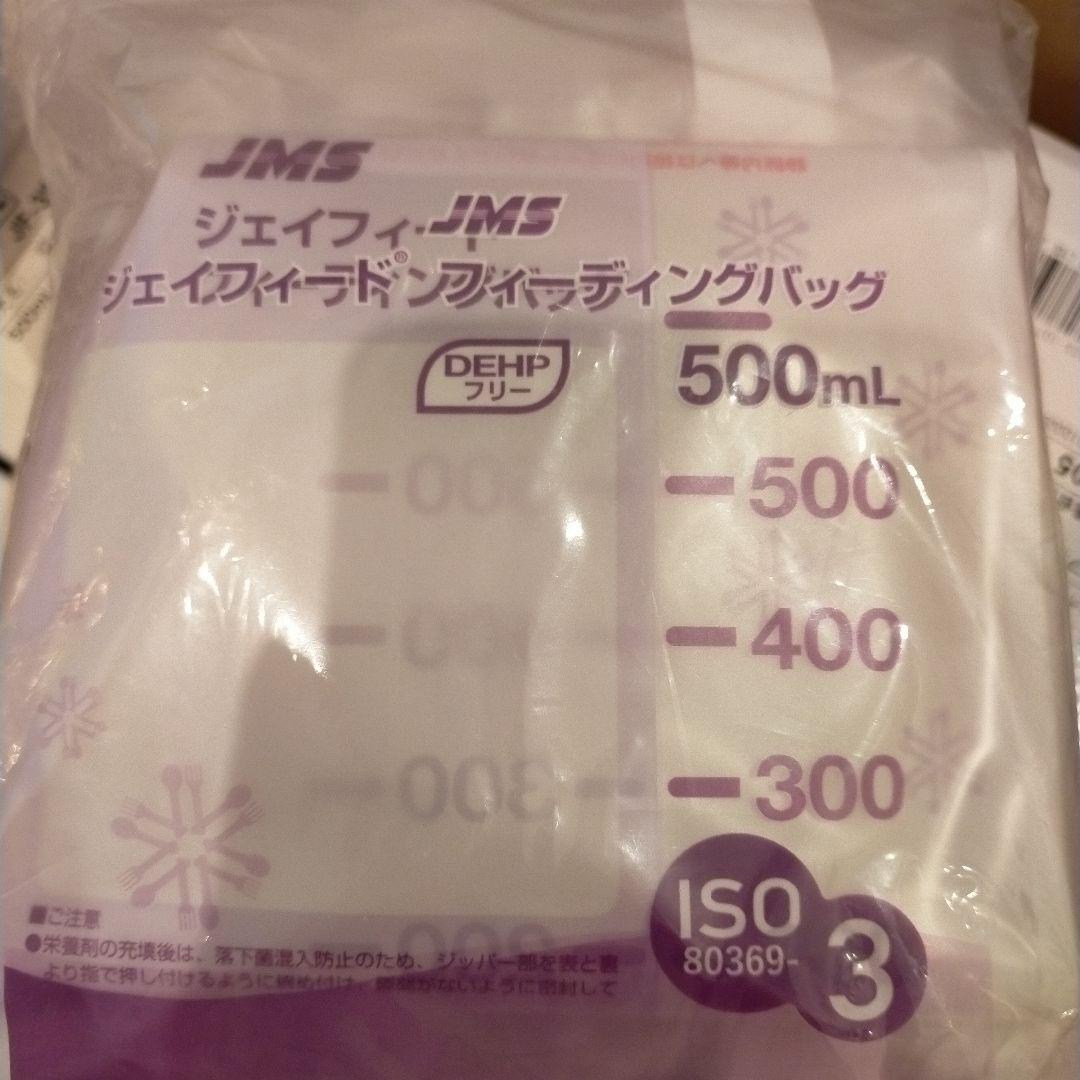 JMS
ジェイフィード
JMS
ジェイフィード® フィーディングバッグ
DEHP
フリー
500mL
500
400
300
300
ISO
80369-
3
■ご注意
●栄養剤の充填後は、落下菌混入防止のため、ジッパー部を表と裏
より指で押し付けるように締め付け、隙間がないように密封して